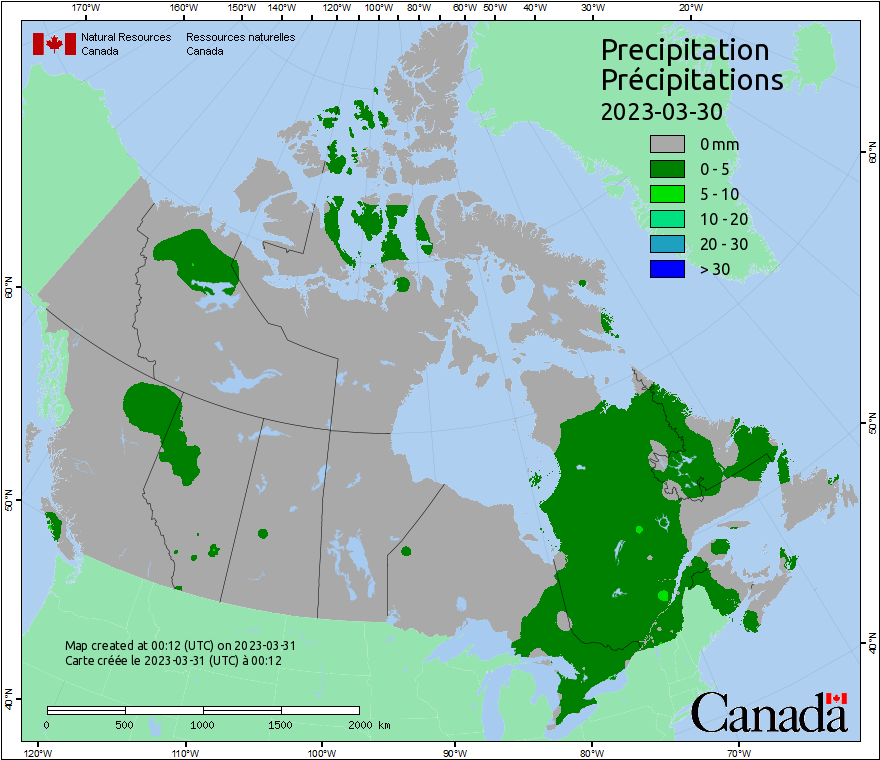 170°W 160°W 150°W 140°W 120°W 100°W 80°W 60°W 50°W 40°W 30°W 20°W
Natural Resources Ressources naturelles
Canada Canada
Precipitation
Précipitations
2023-03-30
0 mm
0 - 5
5 - 10
10 - 20
20 - 30
> 30
60°N
60°N
50°N
50°N
40°N
40°N
Map created at 00:12 (UTC) on 2023-03-31
Carte créée le 2023-03-31 (UTC) à 00:12
0 500 1000 1500 2000 km
Canada
120°W 110°W 100°W 90°W 80°W 70°W